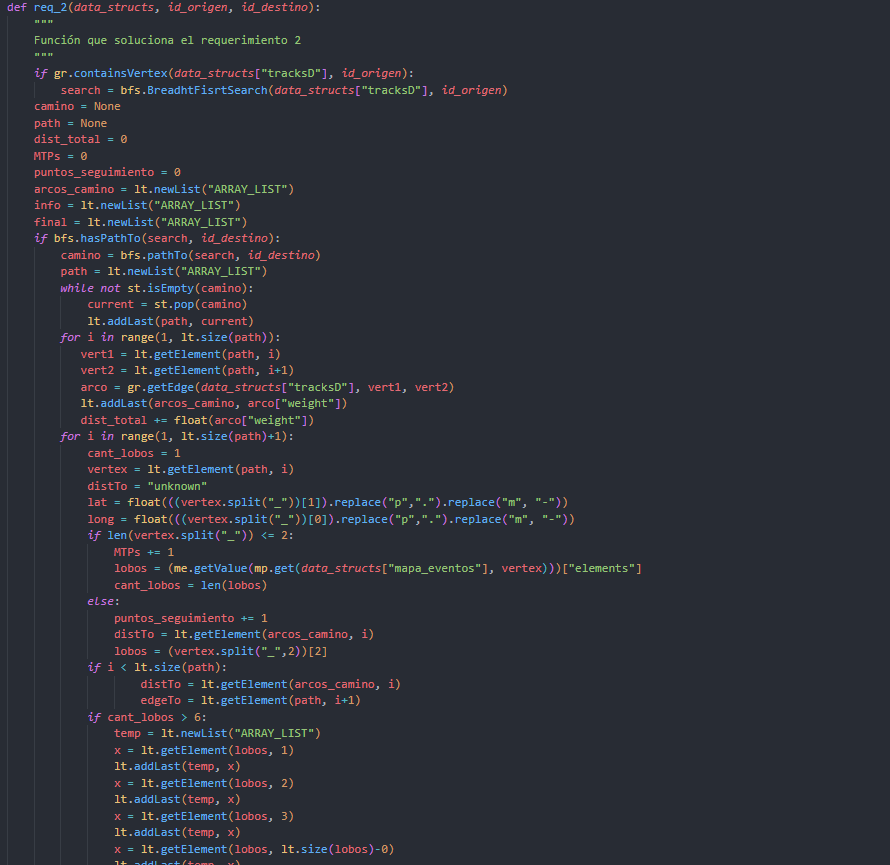 def req_2(data_structs, id_origen, id_destino):
    """
    Función que soluciona el requerimiento 2
    """
    if gr.containsVertex(data_structs["tracksD"], id_origen):
        search = bfs.BreadhtFisrtSearch(data_structs["tracksD"], id_origen)
    camino = None
    path = None
    dist_total = 0
    MTPs = 0
    puntos_seguimiento = 0
    arcos_camino = lt.newList("ARRAY_LIST")
    info = lt.newList("ARRAY_LIST")
    final = lt.newList("ARRAY_LIST")
    if bfs.hasPathTo(search, id_destino):
        camino = bfs.pathTo(search, id_destino)
        path = lt.newList("ARRAY_LIST")
        while not st.isEmpty(camino):
            current = st.pop(camino)
            lt.addLast(path, current)
        for i in range(1, lt.size(path)):
           vert1 = lt.getElement(path, i)
           vert2 = lt.getElement(path, i+1)
           arco = gr.getEdge(data_structs["tracksD"], vert1, vert2)
           lt.addLast(arcos_camino, arco["weight"])
           dist_total += float(arco["weight"])
        for i in range(1, lt.size(path)+1):
            cant_lobos = 1
            vertex = lt.getElement(path, i)
            distTo = "unknown"
            lat = float(((vertex.split("_"))[1]).replace("p",".").replace("m", "-"))
            long = float(((vertex.split("_"))[0]).replace("p",".").replace("m", "-"))
            if len(vertex.split("_")) <= 2:
                MTPs += 1
                lobos = (me.getValue(mp.get(data_structs["mapa_eventos"], vertex)))["elements"]
                cant_lobos = len(lobos)
            else:
                puntos_seguimiento += 1
                distTo = lt.getElement(arcos_camino, i)
                lobos = (vertex.split("_",2))[2]
            if i < lt.size(path):
                    distTo = lt.getElement(arcos_camino, i)
                    edgeTo = lt.getElement(path, i+1)
            if cant_lobos > 6:
                temp = lt.newList("ARRAY_LIST")
                x = lt.getElement(lobos, 1)
                lt.addLast(temp, x)
                x = lt.getElement(lobos, 2)
                lt.addLast(temp, x)
                x = lt.getElement(lobos, 3)
                lt.addLast(temp, x)
                x = lt.getElement(lobos, lt.size(lobos)-0)
                lt.addLast(temp, x)